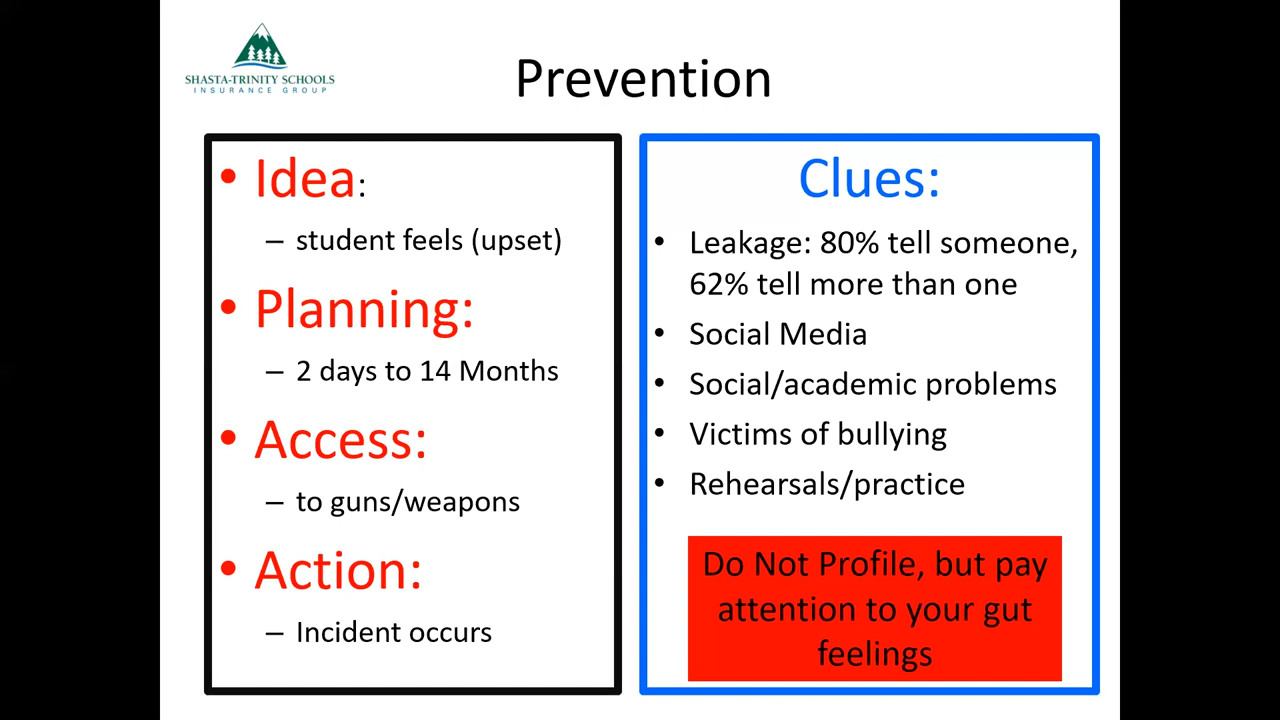 SHASTA-TRINITY SCHOOLS
INSURANCE GROUP
Prevention
• Idea:
– student feels (upset)
• Planning:
– 2 days to 14 Months
• Access:
– to guns/weapons
• Action:
– Incident occurs
Clues:
• Leakage: 80% tell someone,
62% tell more than one
• Social Media
• Social/academic problems
• Victims of bullying
• Rehearsals/practice
Do Not Profile, but pay
attention to your gut
feelings